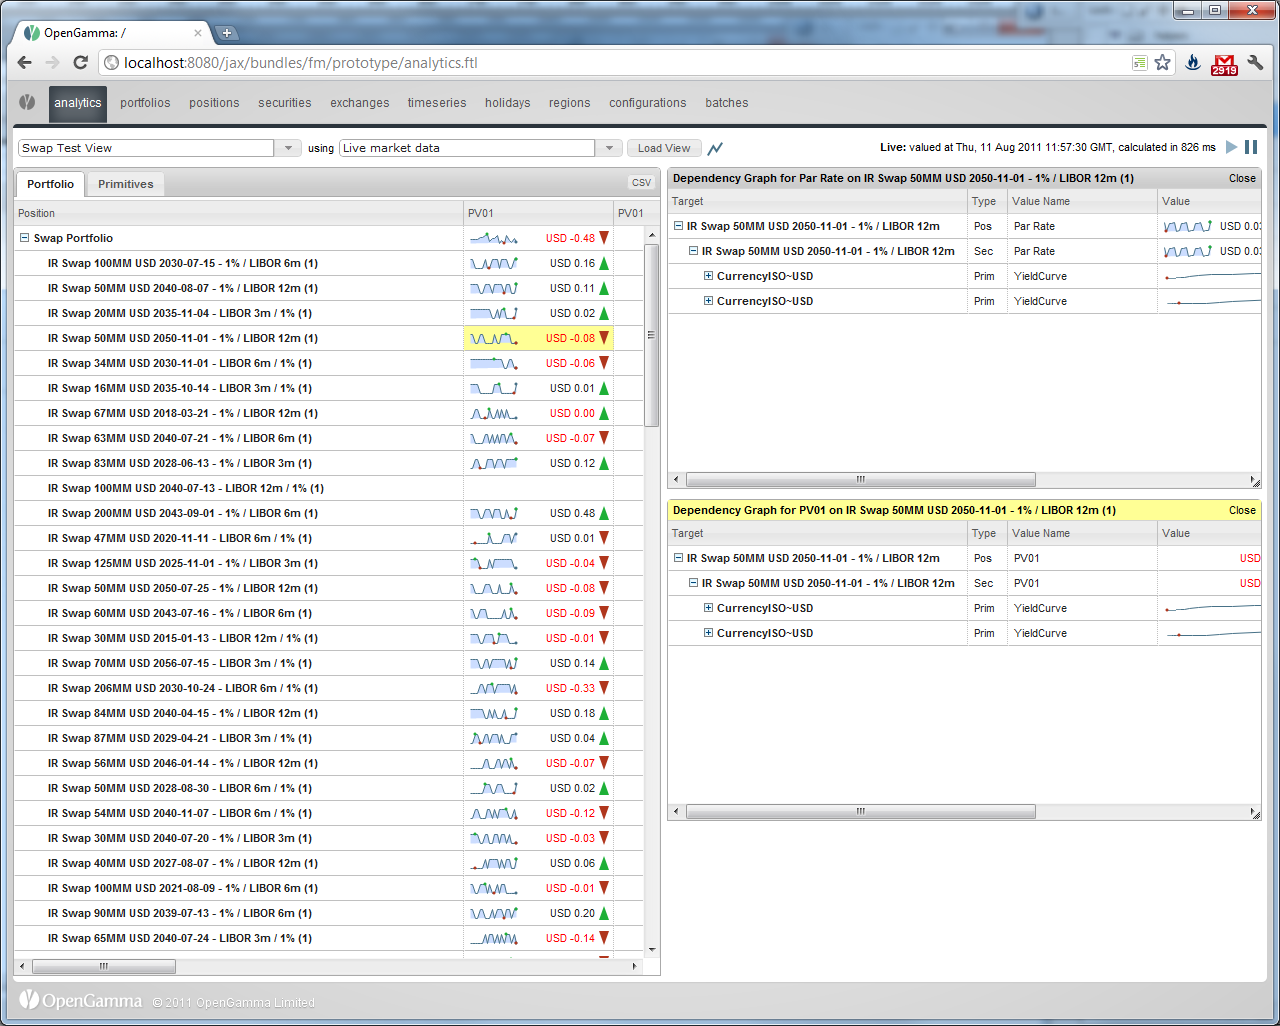 OpenGamma: /
localhost:8080/jax/bundles/fm/prototype/analytics.ftl
2919
analytics portfolios positions securities exchanges timeseries holidays regions configurations batches
Swap Test View using Live market data Load View
Live: valued at Thu, 11 Aug 2011 11:57:30 GMT, calculated in 826 ms
Portfolio Primitives CSV
Position PV01 PV01
Swap Portfolio USD -0.48
IR Swap 100MM USD 2030-07-15 - 1% / LIBOR 6m (1) USD 0.16
IR Swap 50MM USD 2040-08-07 - 1% / LIBOR 12m (1) USD 0.11
IR Swap 20MM USD 2035-11-04 - LIBOR 3m / 1% (1) USD 0.02
IR Swap 50MM USD 2050-11-01 - 1% / LIBOR 12m (1) USD -0.08
IR Swap 34MM USD 2030-11-01 - LIBOR 6m / 1% (1) USD -0.06
IR Swap 16MM USD 2035-10-14 - LIBOR 3m / 1% (1) USD 0.01
IR Swap 67MM USD 2018-03-21 - 1% / LIBOR 12m (1) USD 0.00
IR Swap 63MM USD 2040-07-21 - 1% / LIBOR 6m (1) USD -0.07
IR Swap 83MM USD 2028-06-13 - 1% / LIBOR 3m (1) USD 0.12
IR Swap 100MM USD 2040-07-13 - LIBOR 12m / 1% (1)
IR Swap 200MM USD 2043-09-01 - 1% / LIBOR 6m (1) USD 0.48
IR Swap 47MM USD 2020-11-11 - LIBOR 6m / 1% (1) USD 0.01
IR Swap 125MM USD 2025-11-01 - 1% / LIBOR 3m (1) USD -0.04
IR Swap 50MM USD 2050-07-25 - 1% / LIBOR 12m (1) USD -0.08
IR Swap 60MM USD 2043-07-16 - 1% / LIBOR 6m (1) USD -0.09
IR Swap 30MM USD 2015-01-13 - LIBOR 12m / 1% (1) USD -0.01
IR Swap 70MM USD 2056-07-15 - LIBOR 3m / 1% (1) USD 0.14
IR Swap 206MM USD 2030-10-24 - LIBOR 6m / 1% (1) USD -0.33
IR Swap 84MM USD 2040-04-15 - 1% / LIBOR 12m (1) USD 0.18
IR Swap 87MM USD 2029-04-21 - LIBOR 3m / 1% (1) USD 0.04
IR Swap 56MM USD 2046-01-14 - 1% / LIBOR 12m (1) USD -0.07
IR Swap 50MM USD 2028-08-30 - LIBOR 6m / 1% (1) USD 0.02
IR Swap 54MM USD 2040-11-07 - LIBOR 6m / 1% (1) USD -0.12
IR Swap 30MM USD 2040-07-20 - 1% / LIBOR 3m (1) USD -0.03
IR Swap 40MM USD 2027-08-07 - 1% / LIBOR 12m (1) USD 0.06
IR Swap 100MM USD 2021-08-09 - 1% / LIBOR 6m (1) USD -0.01
IR Swap 90MM USD 2039-07-13 - 1% / LIBOR 6m (1) USD 0.20
IR Swap 65MM USD 2040-07-24 - LIBOR 3m / 1% (1) USD -0.14
Dependency Graph for Par Rate on IR Swap 50MM USD 2050-11-01 - 1% / LIBOR 12m (1) Close
Target Type Value Name Value
IR Swap 50MM USD 2050-11-01 - 1% / LIBOR 12m Pos Par Rate USD 0.03
IR Swap 50MM USD 2050-11-01 - 1% / LIBOR 12m Sec Par Rate USD 0.03
CurrencyISO~USD Prim YieldCurve
CurrencyISO~USD Prim YieldCurve
Dependency Graph for PV01 on IR Swap 50MM USD 2050-11-01 - 1% / LIBOR 12m (1) Close
Target Type Value Name Value
IR Swap 50MM USD 2050-11-01 - 1% / LIBOR 12m Pos PV01 USD
IR Swap 50MM USD 2050-11-01 - 1% / LIBOR 12m Sec PV01 USD
CurrencyISO~USD Prim YieldCurve
CurrencyISO~USD Prim YieldCurve
OpenGamma © 2011 OpenGamma Limited